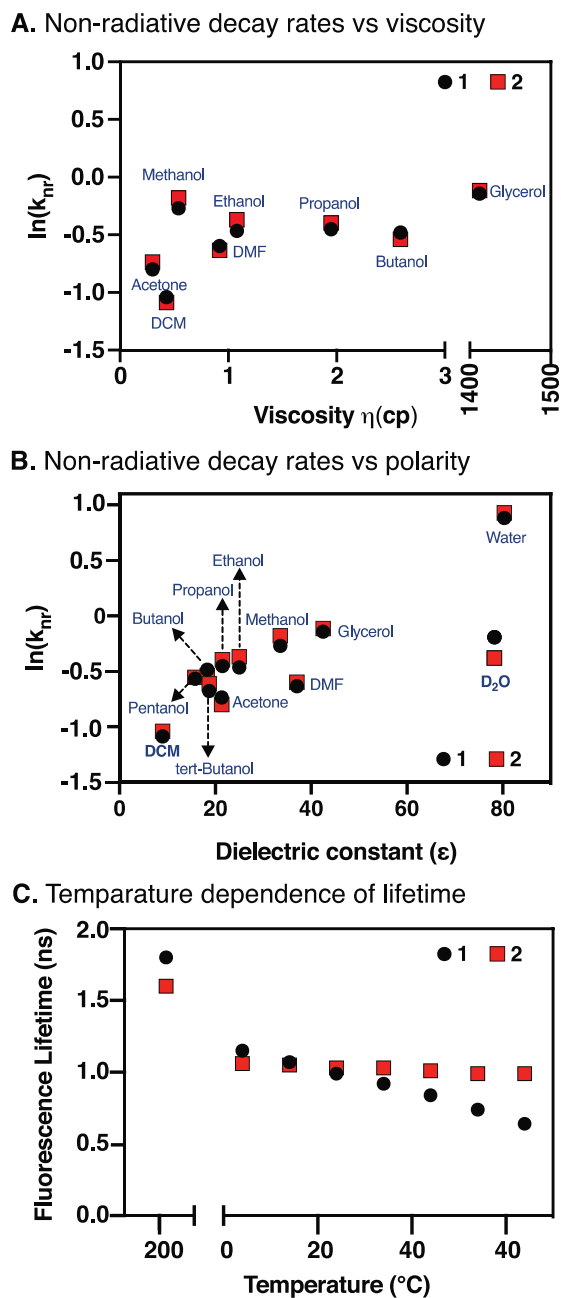 A. Non-radiative decay rates vs viscosity
1.0
0.5
0.0
-0.5
-1.0
-1.5
ln(knr)
1 2
Methanol
Ethanol
Propanol
Glycerol
DMF
Butanol
Acetone
DCM
0 1 2 3 1400 1500
Viscosity η(cp)
B. Non-radiative decay rates vs polarity
1.0
0.5
0
-0.5
-1.0
-1.5
ln(knr)
Ethanol
Water
Propanol
Butanol
Methanol
Glycerol
Pentanol
Acetone
DMF
D₂O
DCM
tert-Butanol
1 2
0 20 40 60 80
Dielectric constant (ε)
C. Temparature dependence of lifetime
2.0
1.5
1.0
0.5
0.0
Fluorescence Lifetime (ns)
1 2
200 0 20 40 40
Temperature (°C)